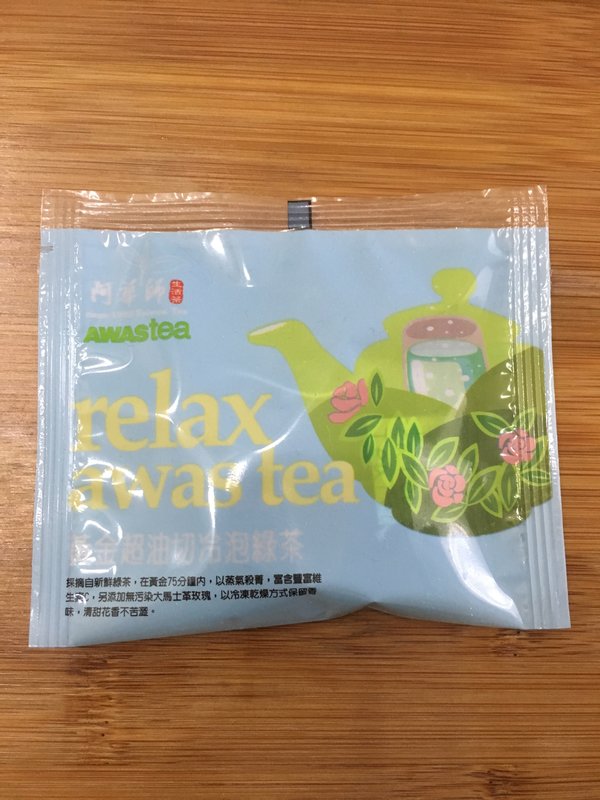 阿華師
生活茶
AWAStea
relax
awas tea
黃金超油切冷泡綠茶
採摘自新鮮綠茶，在黃金75分鐘內，以蒸氣殺菁，富含豐富維
生素C，另添加無污染大馬士革玫瑰，以冷凍乾燥方式保留香
味，清甜花香不苦澀。